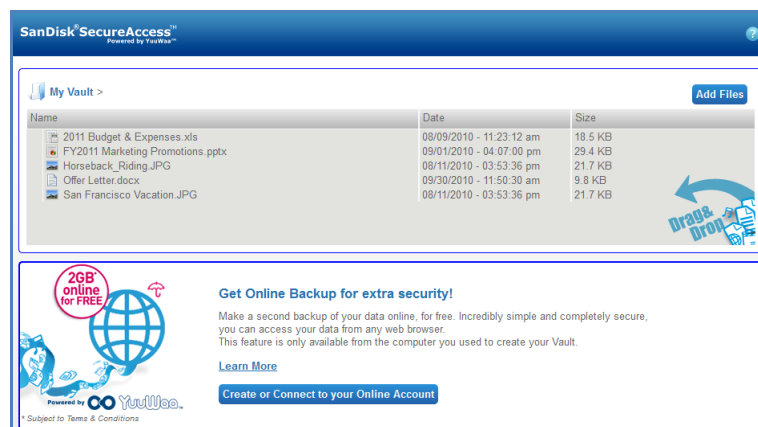 SanDisk®SecureAccess™
Powered by YuuWaa™
?
My Vault >
Add Files
Name Date Size
2011 Budget & Expenses.xls 08/09/2010 - 11:23:12 am 18.5 KB
FY2011 Marketing Promotions.pptx 09/01/2010 - 04:07:00 pm 29.4 KB
Horseback_Riding.JPG 08/11/2010 - 03:53:36 pm 21.7 KB
Offer Letter.docx 09/30/2010 - 11:50:30 am 9.8 KB
San Francisco Vacation.JPG 08/11/2010 - 03:53:36 pm 21.7 KB
Drag&
Drop
2GB*
online
for FREE
Get Online Backup for extra security!
Make a second backup of your data online, for free. Incredibly simple and completely secure,
you can access your data from any web browser.
This feature is only available from the computer you used to create your Vault.
Learn More
Create or Connect to your Online Account
Powered by YuuWaa
* Subject to Terms & Conditions